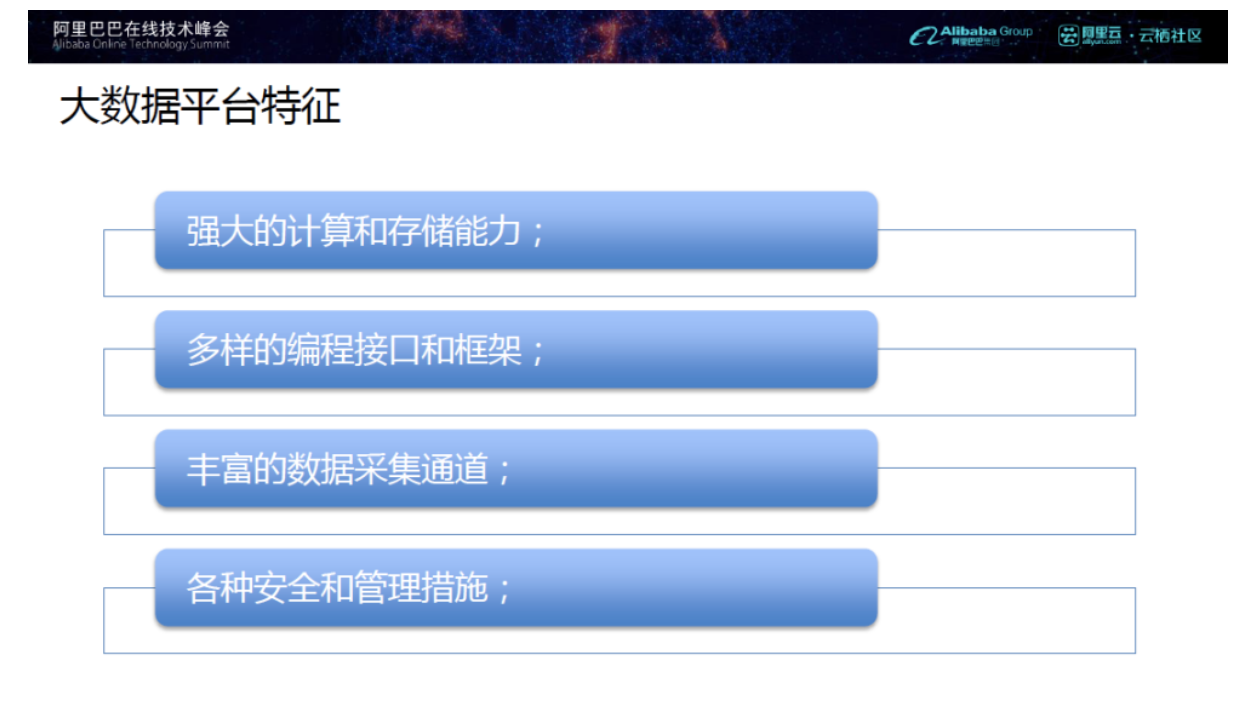 阿里巴巴在线技术峰会
Alibaba Online Technology Summit
Alibaba Group
阿里巴巴集团
阿里云
aliyun.com
·云栖社区
大数据平台特征
强大的计算和存储能力；
多样的编程接口和框架；
丰富的数据采集通道；
各种安全和管理措施；